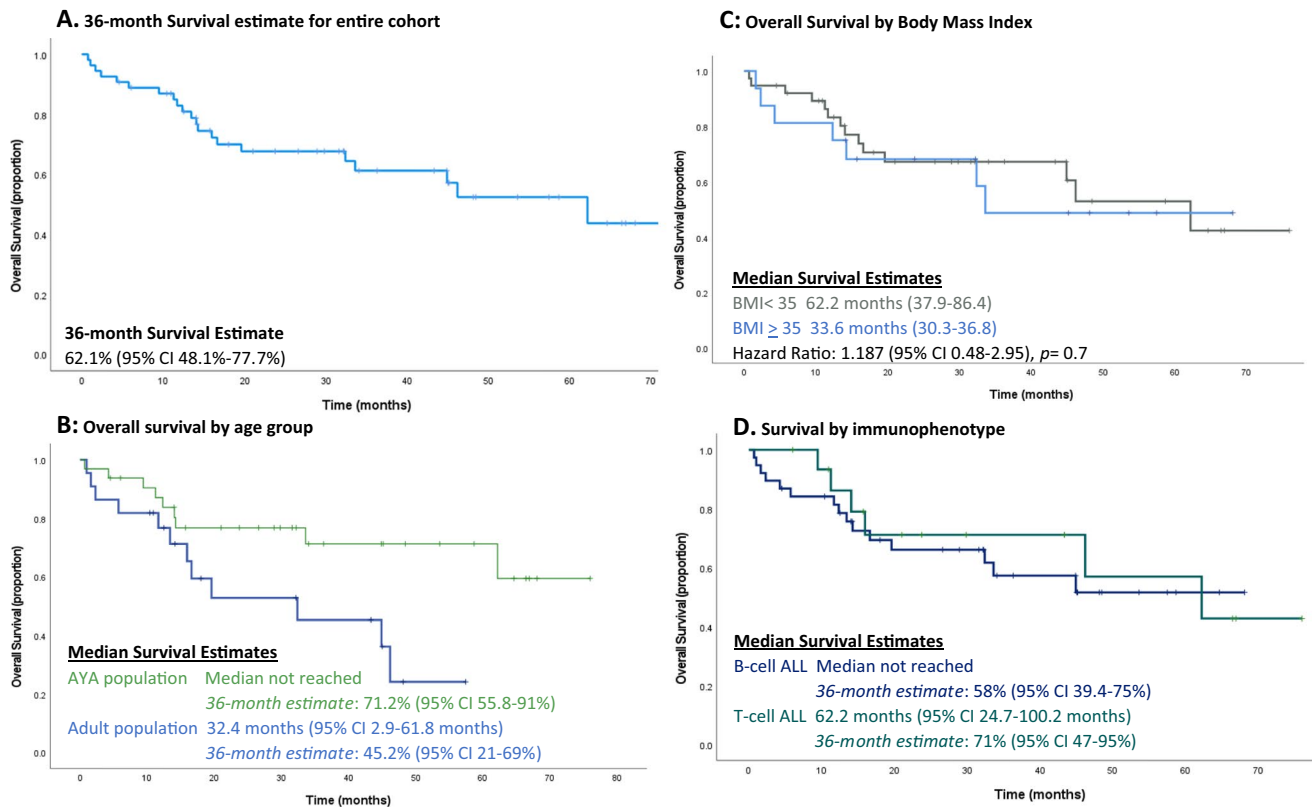 A. 36-month Survival estimate for entire cohort
Overall Survival (proportion)
1.0
0.8
0.6
0.4
0.2
0.0
36-month Survival Estimate
62.1% (95% CI 48.1%-77.7%)
0 10 20 30 40 50 60 70
Time (months)
C: Overall Survival by Body Mass Index
Overall Survival (proportion)
1.0
0.8
0.6
0.4
0.2
0.0
Median Survival Estimates
BMI< 35 62.2 months (37.9-86.4)
BMI ≥ 35 33.6 months (30.3-36.8)
Hazard Ratio: 1.187 (95% CI 0.48-2.95), p= 0.7
0 10 20 30 40 50 60 70
Time (months)
B: Overall survival by age group
Overall Survival (proportion)
1.0
0.8
0.6
0.4
0.2
0.0
Median Survival Estimates
AYA population Median not reached
36-month estimate: 71.2% (95% CI 55.8-91%)
Adult population 32.4 months (95% CI 2.9-61.8 months)
36-month estimate: 45.2% (95% CI 21-69%)
0 10 20 30 40 50 60 70 80
Time (months)
D. Survival by immunophenotype
Overall Survival (proportion)
1.0
0.8
0.6
0.4
0.2
0.0
Median Survival Estimates
B-cell ALL Median not reached
36-month estimate: 58% (95% CI 39.4-75%)
T-cell ALL 62.2 months (95% CI 24.7-100.2 months)
36-month estimate: 71% (95% CI 47-95%)
0 10 20 30 40 50 60 70
Time (months)